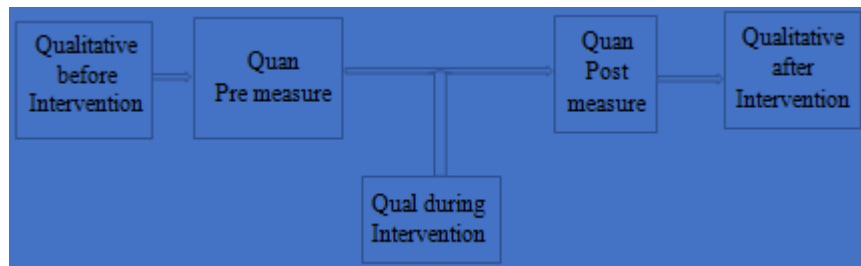 Qualitative
before
Intervention
Quan
Pre measure
Quan
Post
measure
Qualitative
after
Intervention
Qual during
Intervention